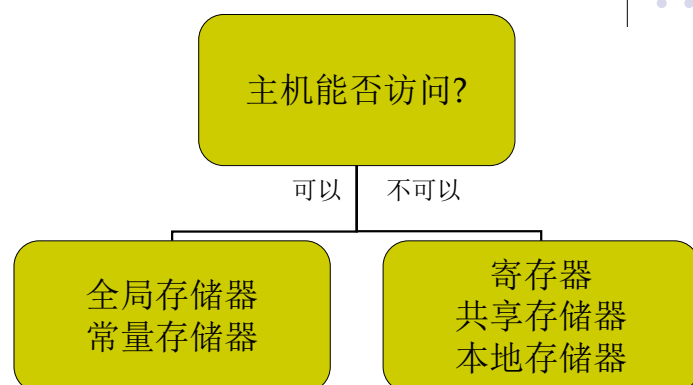 主机能否访问?
可以
不可以
全局存储器
常量存储器
寄存器
共享存储器
本地存储器